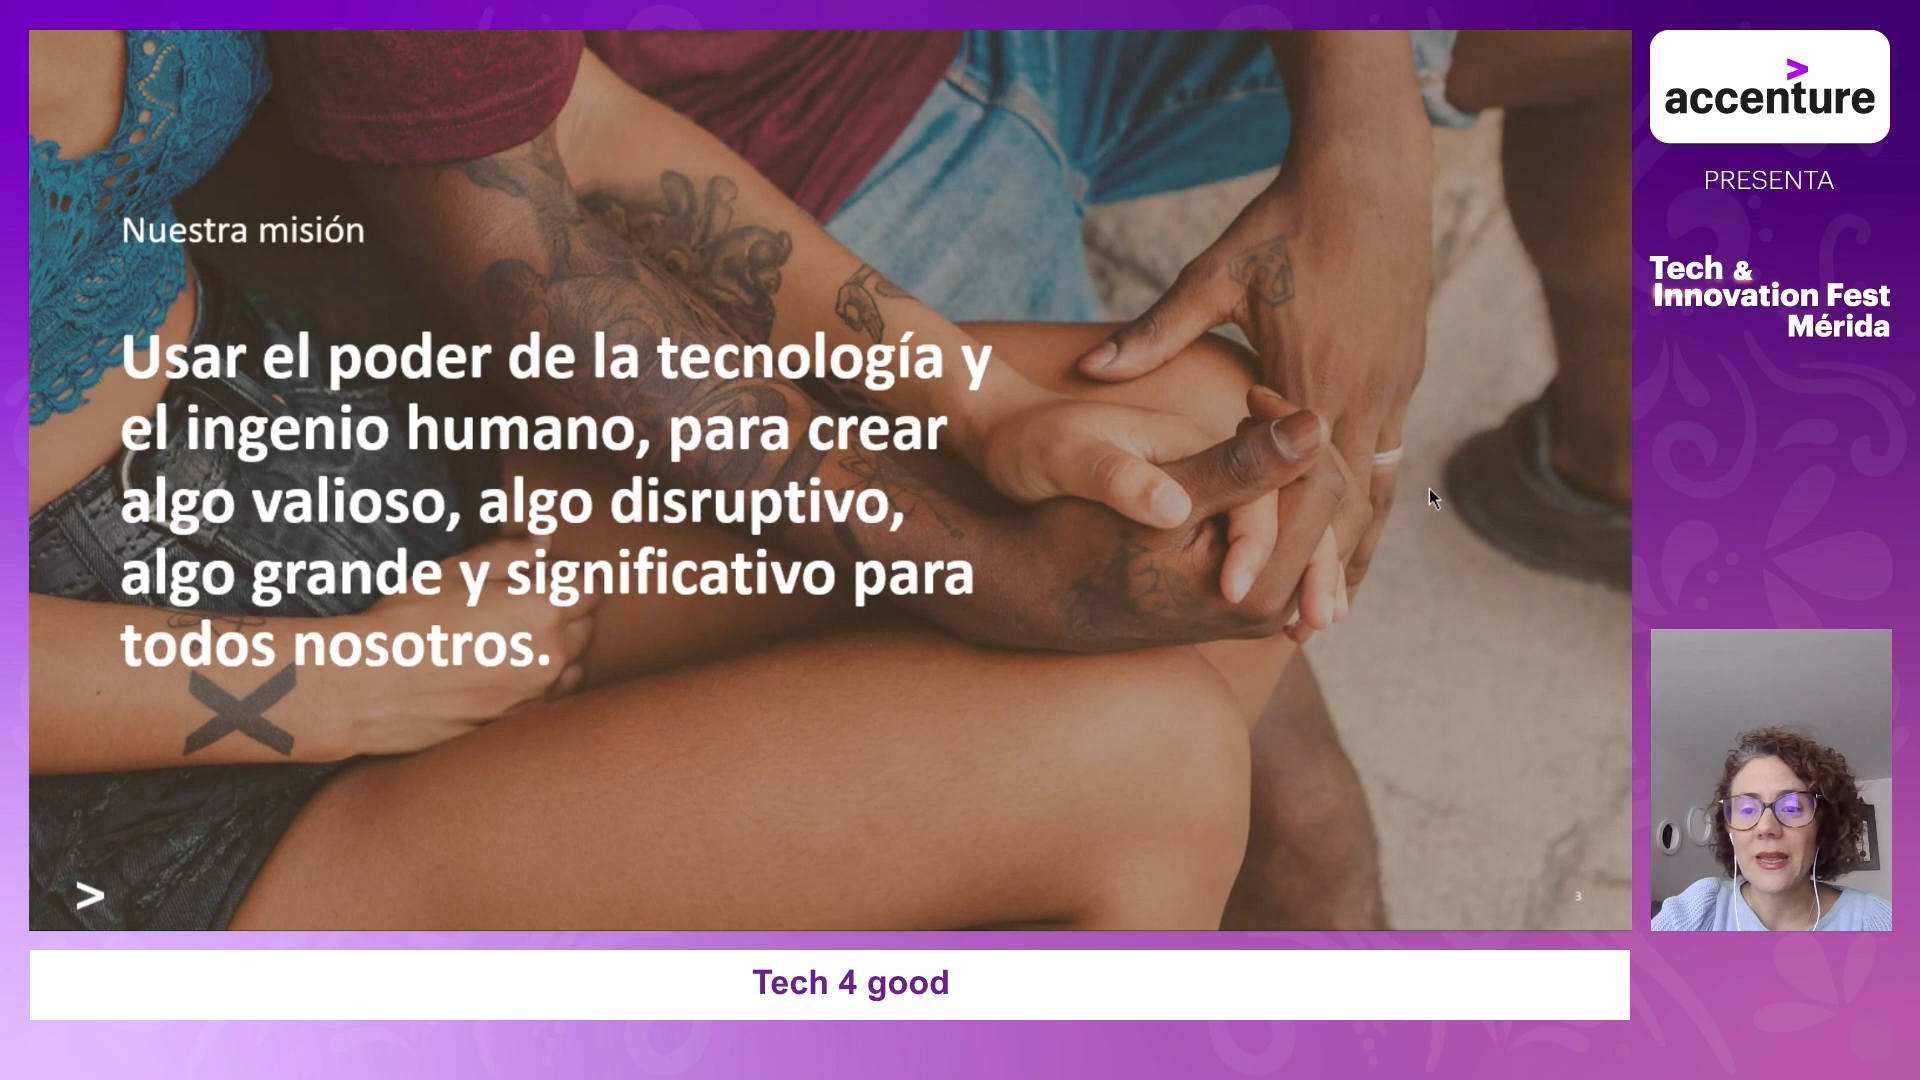 Nuestra misión
Usar el poder de la tecnología y
el ingenio humano, para crear
algo valioso, algo disruptivo,
algo grande y significativo para
todos nosotros.
>
3
accenture
PRESENTA
Tech &
Innovation Fest
Mérida
Tech 4 good